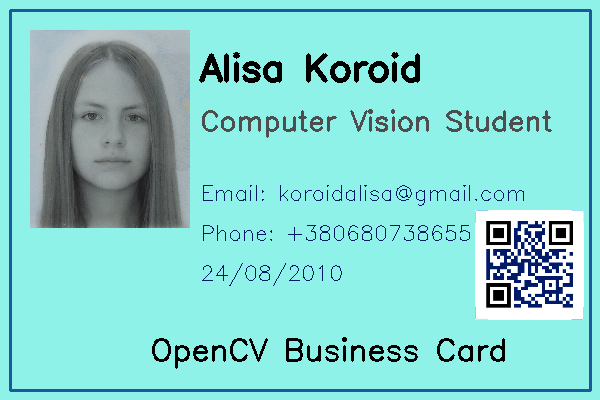 Alisa Koroid
Computer Vision Student
Email: koroidalisa@gmail.com
Phone: +380680738655
24/08/2010
OpenCV Business Card